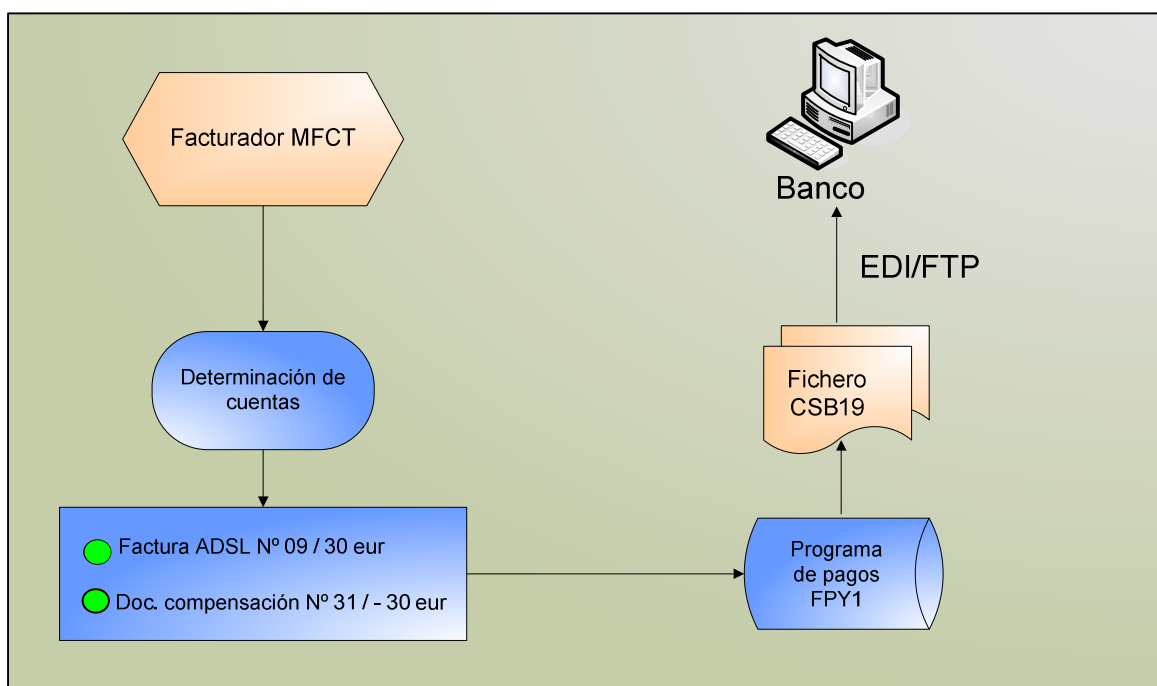 Facturador MFCT
Banco
EDI/FTP
Determinación de
cuentas
Fichero
CSB19
Factura ADSL Nº 09 / 30 eur
Doc. compensación Nº 31 / - 30 eur
Programa
de pagos
FPY1